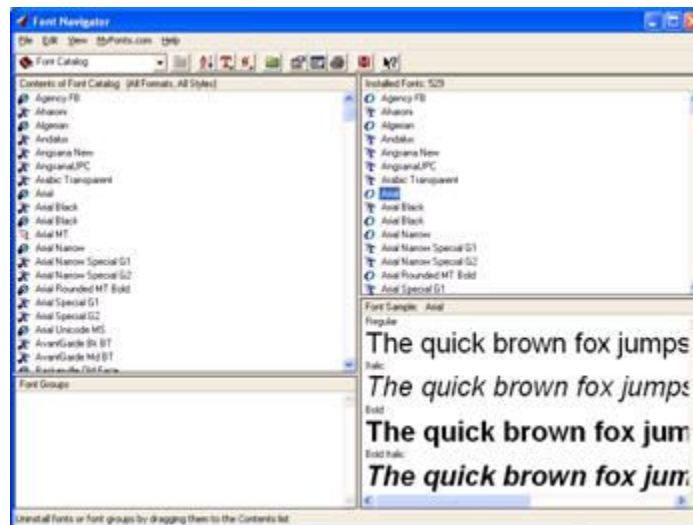 Font Navigator
File Edit View MyFonts.com Help
Font Catalog
Contents of Font Catalog (All Formats, All Styles)
Agency FB
Aharoni
Algerian
Andalus
Angsana New
AngsanaUPC
Arabic Transparent
Arial
Arial Black
Arial Black
Arial MT
Arial Narrow
Arial Narrow Special G1
Arial Narrow Special G2
Arial Rounded MT Bold
Arial Special G1
Arial Special G2
Arial Unicode MS
AvantGarde Bk BT
AvantGarde Md BT
Baskerville Old Face
Font Groups
Installed Fonts: 529
Agency FB
Aharoni
Algerian
Andalus
Angsana New
AngsanaUPC
Arabic Transparent
Arial
Arial Black
Arial Black
Arial Narrow
Arial Narrow Special G1
Arial Narrow Special G2
Arial Rounded MT Bold
Arial Special G1
Font Sample: Arial
Regular
The quick brown fox jumps
Italic
The quick brown fox jumps
Bold
The quick brown fox jum
Bold Italic
The quick brown fox jum
Uninstall fonts or font groups by dragging them to the Contents list